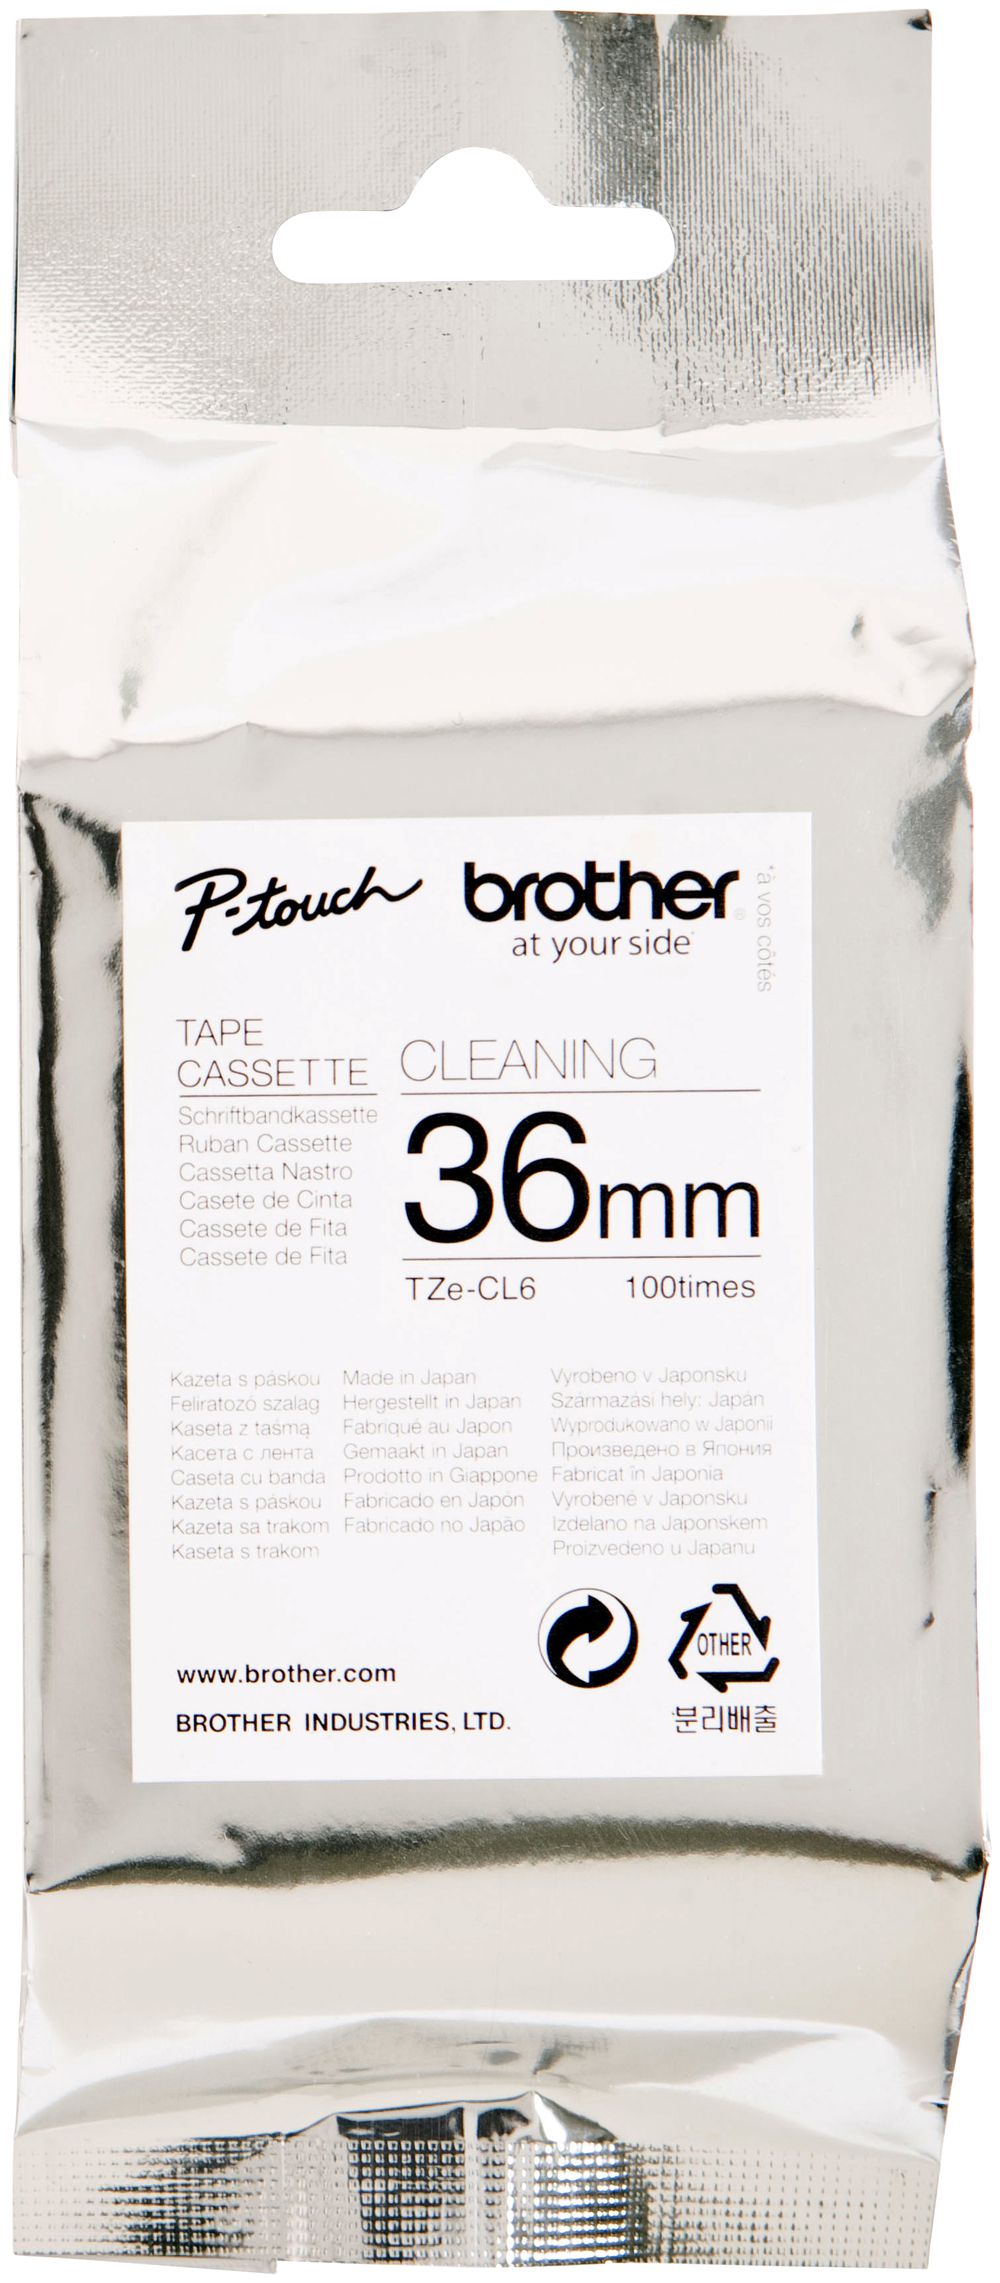 P-touch
brother
at your side
*à vos côtés
TAPE
CASSETTE
Schriftbandkassette
Ruban Cassette
Cassetta Nastro
Casete de Cinta
Cassete de Fita
Cassete de Fita
CLEANING
36mm
TZe-CL6 100times
Kazeta s páskou
Feliratozó szalag
Kaseta z taśmą
Касета с лента
Caseta cu banda
Kazeta s páskou
Kazeta sa trakom
Kaseta s trakom
Made in Japan
Hergestellt in Japan
Fabriqué au Japon
Gemaakt in Japan
Prodotto in Giappone
Fabricado en Japón
Fabricado no Japão
Vyrobeno v Japonsku
Származási hely: Japán
Wyprodukowano w Japonii
Произведено в Япония
Fabricat în Japonia
Vyrobené v Japonsku
Izdelano na Japonskem
Proizvedeno u Japanu
OTHER
분리배출
www.brother.com
BROTHER INDUSTRIES, LTD.